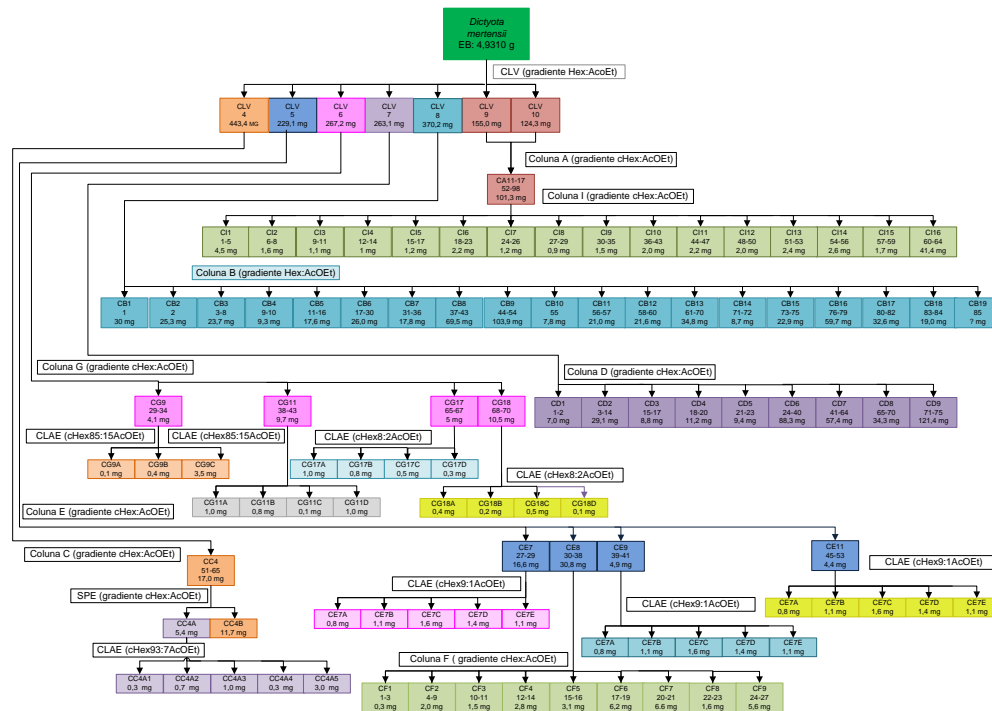 Dictyota
mertensii
EB: 4,9310 g
CLV (gradiente Hex:AcoEt)
CLV
4
443,4 MG
CLV
5
229,1 mg
CLV
6
267,2 mg
CLV
7
263,1 mg
CLV
8
370,2 mg
CLV
9
155,0 mg
CLV
10
124,3 mg
Coluna A (gradiente cHex:AcOEt)
CA11-17
52-98
101,3 mg
Coluna I (gradiente cHex:AcOEt)
CI1
1-5
4,5 mg
CI2
6-8
1,6 mg
CI3
9-11
1,1 mg
CI4
12-14
1 mg
CI5
15-17
1,2 mg
CI6
18-23
2,2 mg
CI7
24-26
1,2 mg
CI8
27-29
0,9 mg
CI9
30-35
1,5 mg
CI10
36-43
2,0 mg
CI11
44-47
2,2 mg
CI12
48-50
2,0 mg
CI13
51-53
2,4 mg
CI14
54-56
2,6 mg
CI15
57-59
1,7 mg
CI16
60-64
41,4 mg
Coluna B (gradiente Hex:AcOEt)
CB1
1
30 mg
CB2
2
25,3 mg
CB3
3-8
23,7 mg
CB4
9-10
9,3 mg
CB5
11-16
17,6 mg
CB6
17-30
26,0 mg
CB7
31-36
17,8 mg
CB8
37-43
69,5 mg
CB9
44-54
103,9 mg
CB10
55
7,8 mg
CB11
56-57
21,0 mg
CB12
58-60
21,6 mg
CB13
61-70
34,8 mg
CB14
71-72
8,7 mg
CB15
73-75
22,9 mg
CB16
76-79
59,7 mg
CB17
80-82
32,6 mg
CB18
83-84
19,0 mg
CB19
85
? mg
Coluna G (gradiente cHex:AcOEt)
Coluna D (gradiente cHex:AcOEt)
CG9
29-34
4,1 mg
CG11
38-43
9,7 mg
CG17
65-67
5 mg
CG18
68-70
10,5 mg
CD1
1-2
7,0 mg
CD2
3-14
29,1 mg
CD3
15-17
8,8 mg
CD4
18-20
11,2 mg
CD5
21-23
9,4 mg
CD6
24-40
88,3 mg
CD7
41-64
57,4 mg
CD8
65-70
34,3 mg
CD9
71-75
121,4 mg
CLAE (cHex85:15AcOEt)
CLAE (cHex85:15AcOEt)
CLAE (cHex8:2AcOEt)
CG9A
0,1 mg
CG9B
0,4 mg
CG9C
3,5 mg
CG17A
1,0 mg
CG17B
0,8 mg
CG17C
0,5 mg
CG17D
0,3 mg
CLAE (cHex8:2AcOEt)
CG11A
1,0 mg
CG11B
0,8 mg
CG11C
0,1 mg
CG11D
1,0 mg
CG18A
0,4 mg
CG18B
0,2 mg
CG18C
0,5 mg
CG18D
0,1 mg
Coluna E (gradiente cHex:AcOEt)
Coluna C (gradiente cHex:AcOEt)
CC4
51-65
17,0 mg
CE7
27-29
16,6 mg
CE8
30-38
30,8 mg
CE9
39-41
4,9 mg
CE11
45-53
4,4 mg
CLAE (cHex9:1AcOEt)
SPE (gradiente cHex:AcOEt)
CLAE (cHex9:1AcOEt)
CLAE (cHex9:1AcOEt)
CE7A
0,8 mg
CE7B
1,1 mg
CE7C
1,6 mg
CE7D
1,4 mg
CE7E
1,1 mg
CE7A
0,8 mg
CE7B
1,1 mg
CE7C
1,6 mg
CE7D
1,4 mg
CE7E
1,1 mg
CC4A
5,4 mg
CC4B
11,7 mg
CE7A
0,8 mg
CE7B
1,1 mg
CE7C
1,6 mg
CE7D
1,4 mg
CE7E
1,1 mg
CLAE (cHex93:7AcOEt)
Coluna F ( gradiente cHex:AcOEt)
CC4A1
0,3 mg
CC4A2
0,7 mg
CC4A3
1,0 mg
CC4A4
0,3 mg
CC4A5
3,0 mg
CF1
1-3
0,3 mg
CF2
4-9
2,0 mg
CF3
10-11
1,5 mg
CF4
12-14
2,8 mg
CF5
15-16
3,1 mg
CF6
17-19
6,2 mg
CF7
20-21
6.6 mg
CF8
22-23
1,6 mg
CF9
24-27
5,6 mg